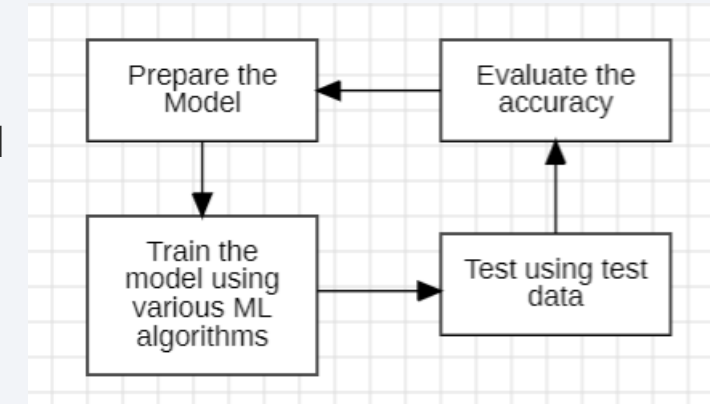 Prepare the
Model
Evaluate the
accuracy
Train the
model using
various ML
algorithms
Test using test
data